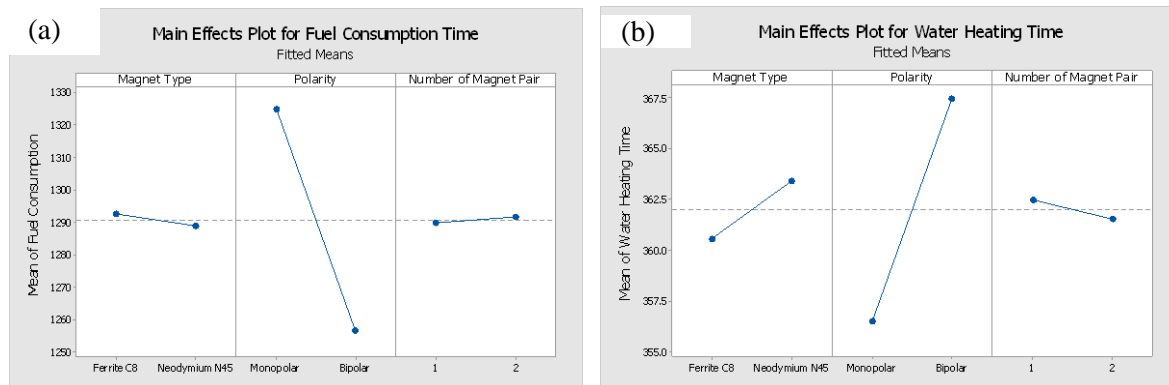 (a)
Main Effects Plot for Fuel Consumption Time
Fitted Means
Magnet Type Polarity Number of Magnet Pair
Mean of Fuel Consumption
1330
1320
1310
1300
1290
1280
1270
1260
1250
Ferrite C8 Neodymium N45 Monopolar Bipolar 1 2
(b)
Main Effects Plot for Water Heating Time
Fitted Means
Magnet Type Polarity Number of Magnet Pair
Mean of Water Heating Time
367.5
365.0
362.5
360.0
357.5
355.0
Ferrite C8 Neodymium N45 Monopolar Bipolar 1 2